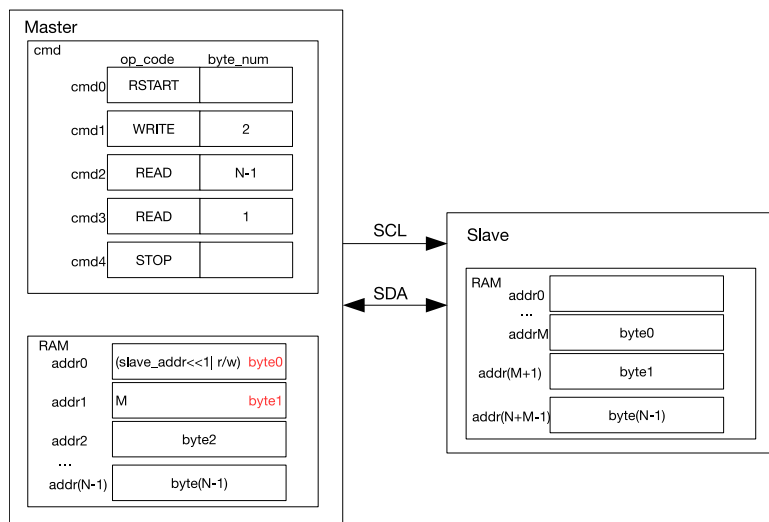 Master
cmd
op_code byte_num
cmd0 RSTART
cmd1 WRITE 2
cmd2 READ N-1
cmd3 READ 1
cmd4 STOP
RAM
addr0 (slave_addr<<1| r/w) byte0
addr1 M byte1
addr2 byte2
...
addr(N-1) byte(N-1)
SCL
SDA
Slave
RAM
addr0
...
addrM byte0
addr(M+1) byte1
addr(N+M-1) byte(N-1)